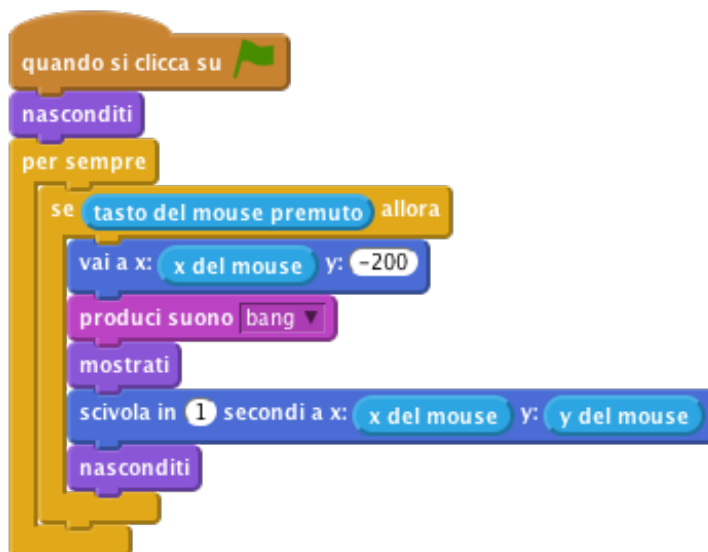 quando si clicca su
nasconditi
per sempre
se tasto del mouse premuto allora
vai a x: x del mouse y: -200
produci suono bang
mostrati
scivola in 1 secondi a x: x del mouse y: y del mouse
nasconditi